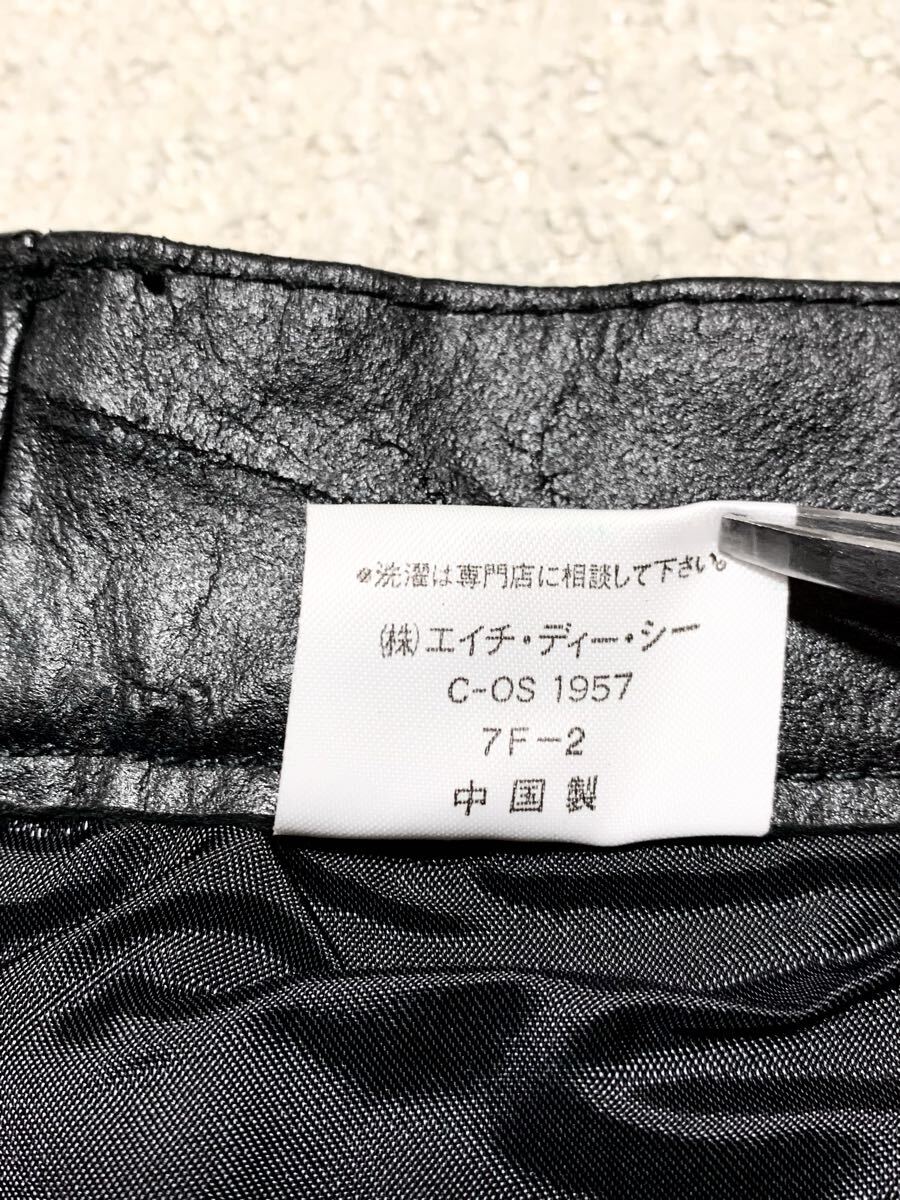 ※洗濯は専門店に相談して下さい。
(株)エイチ・ディー・シー
C-OS 1957
7F-2
中国製